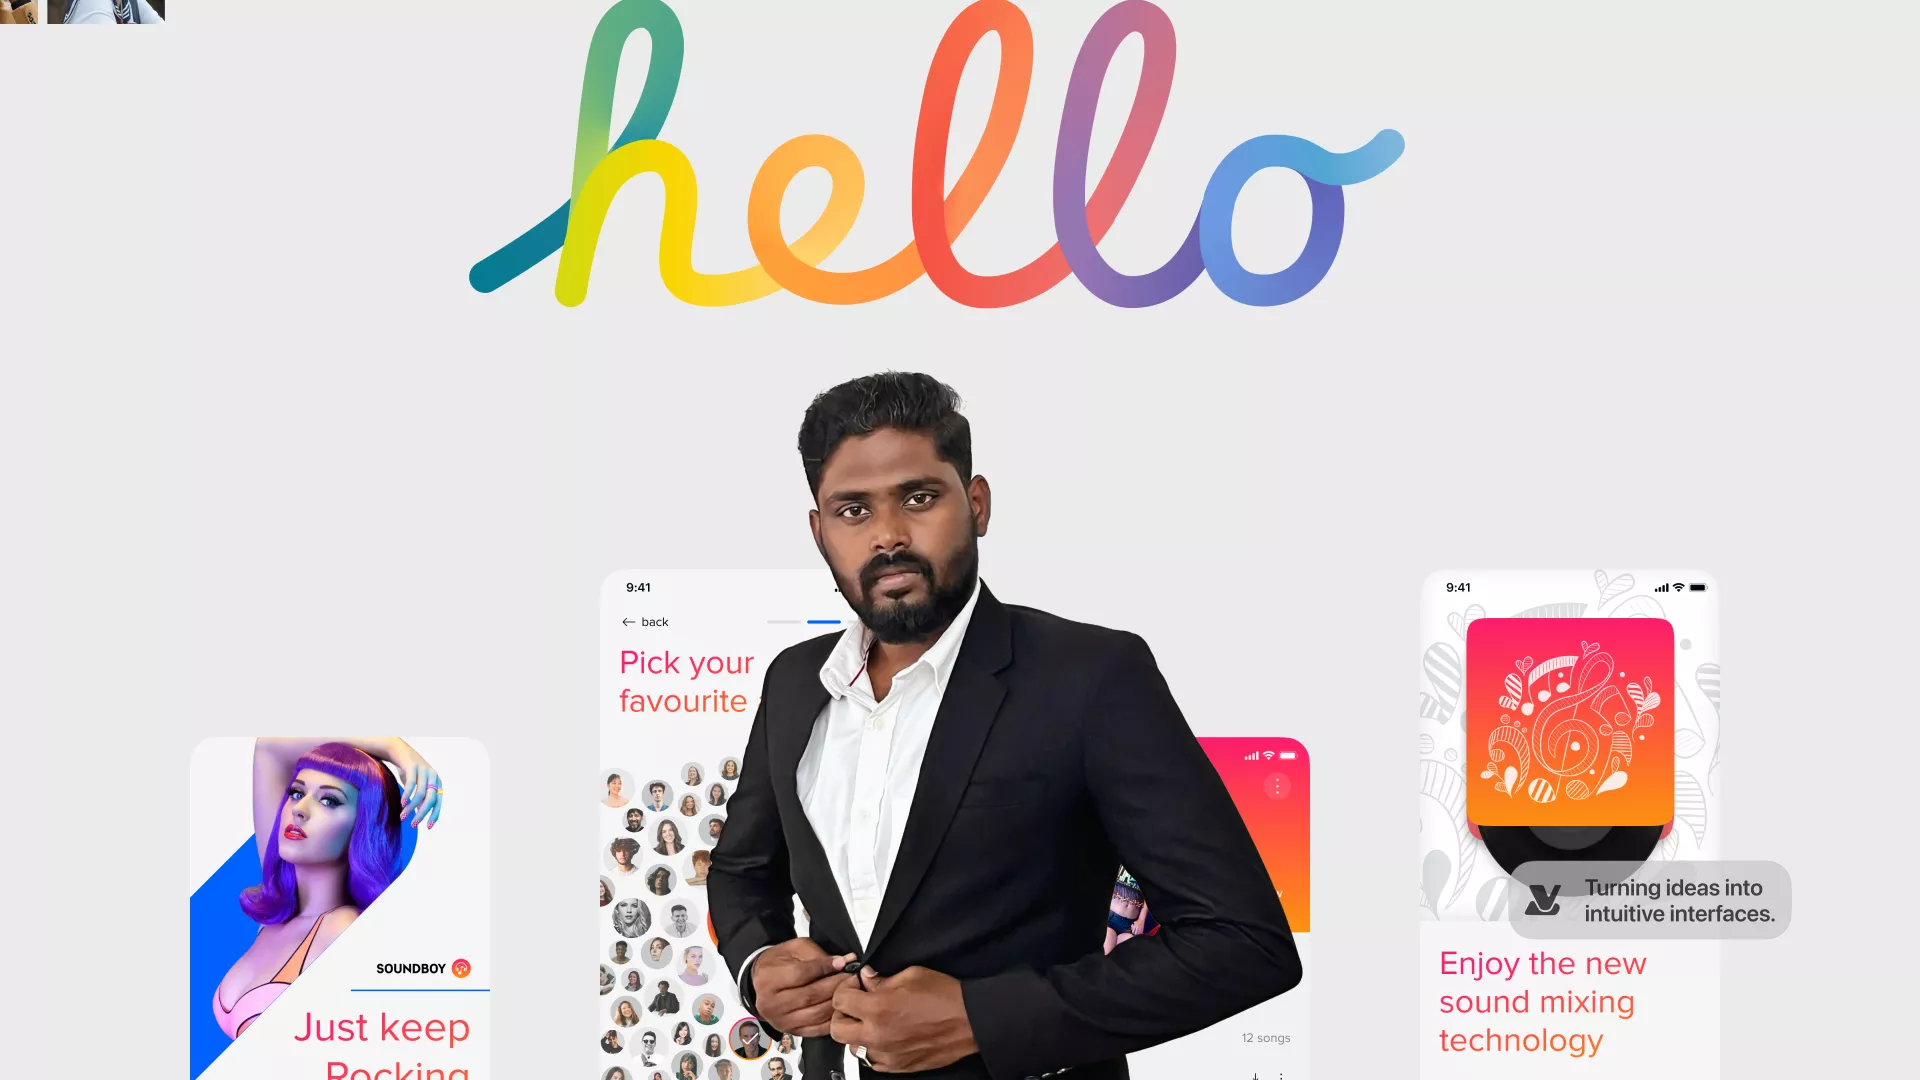 hello
9:41
back
Pick your
favourite
9:41
SOUNDBOY
Just keep
Rocking
12 songs
Turning ideas into
intuitive interfaces.
Enjoy the new
sound mixing
technology